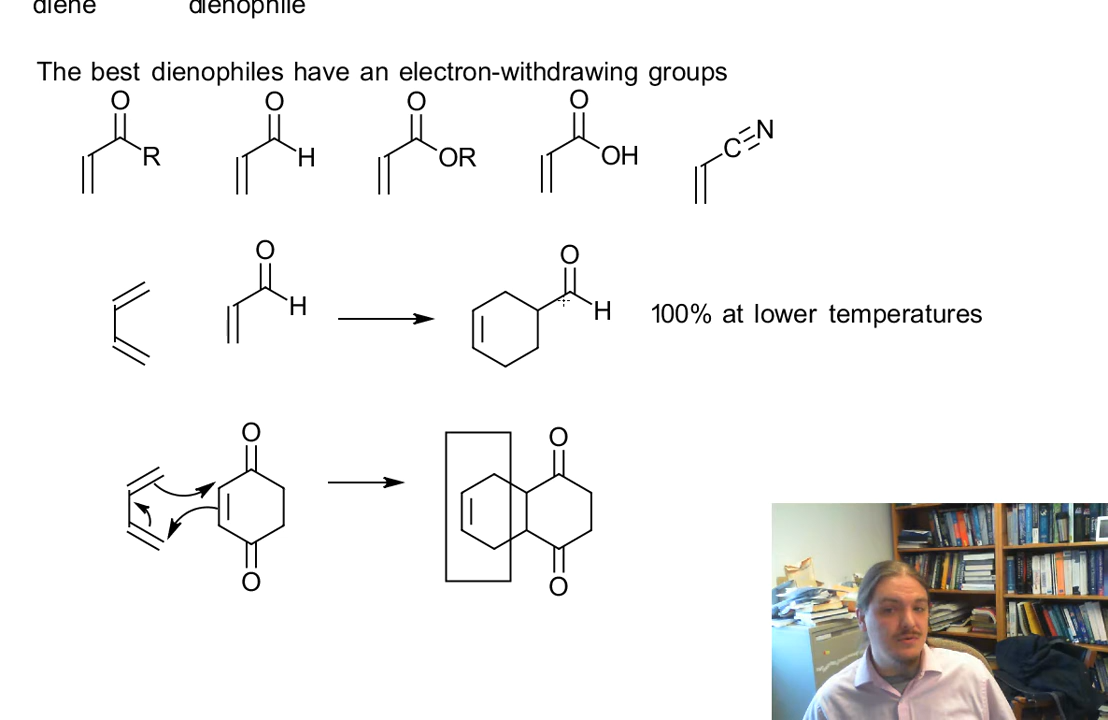 diene dienophile
The best dienophiles have an electron-withdrawing groups
O O O O N
R H OR OH C
O O
H H 100% at lower temperatures
O O
O O